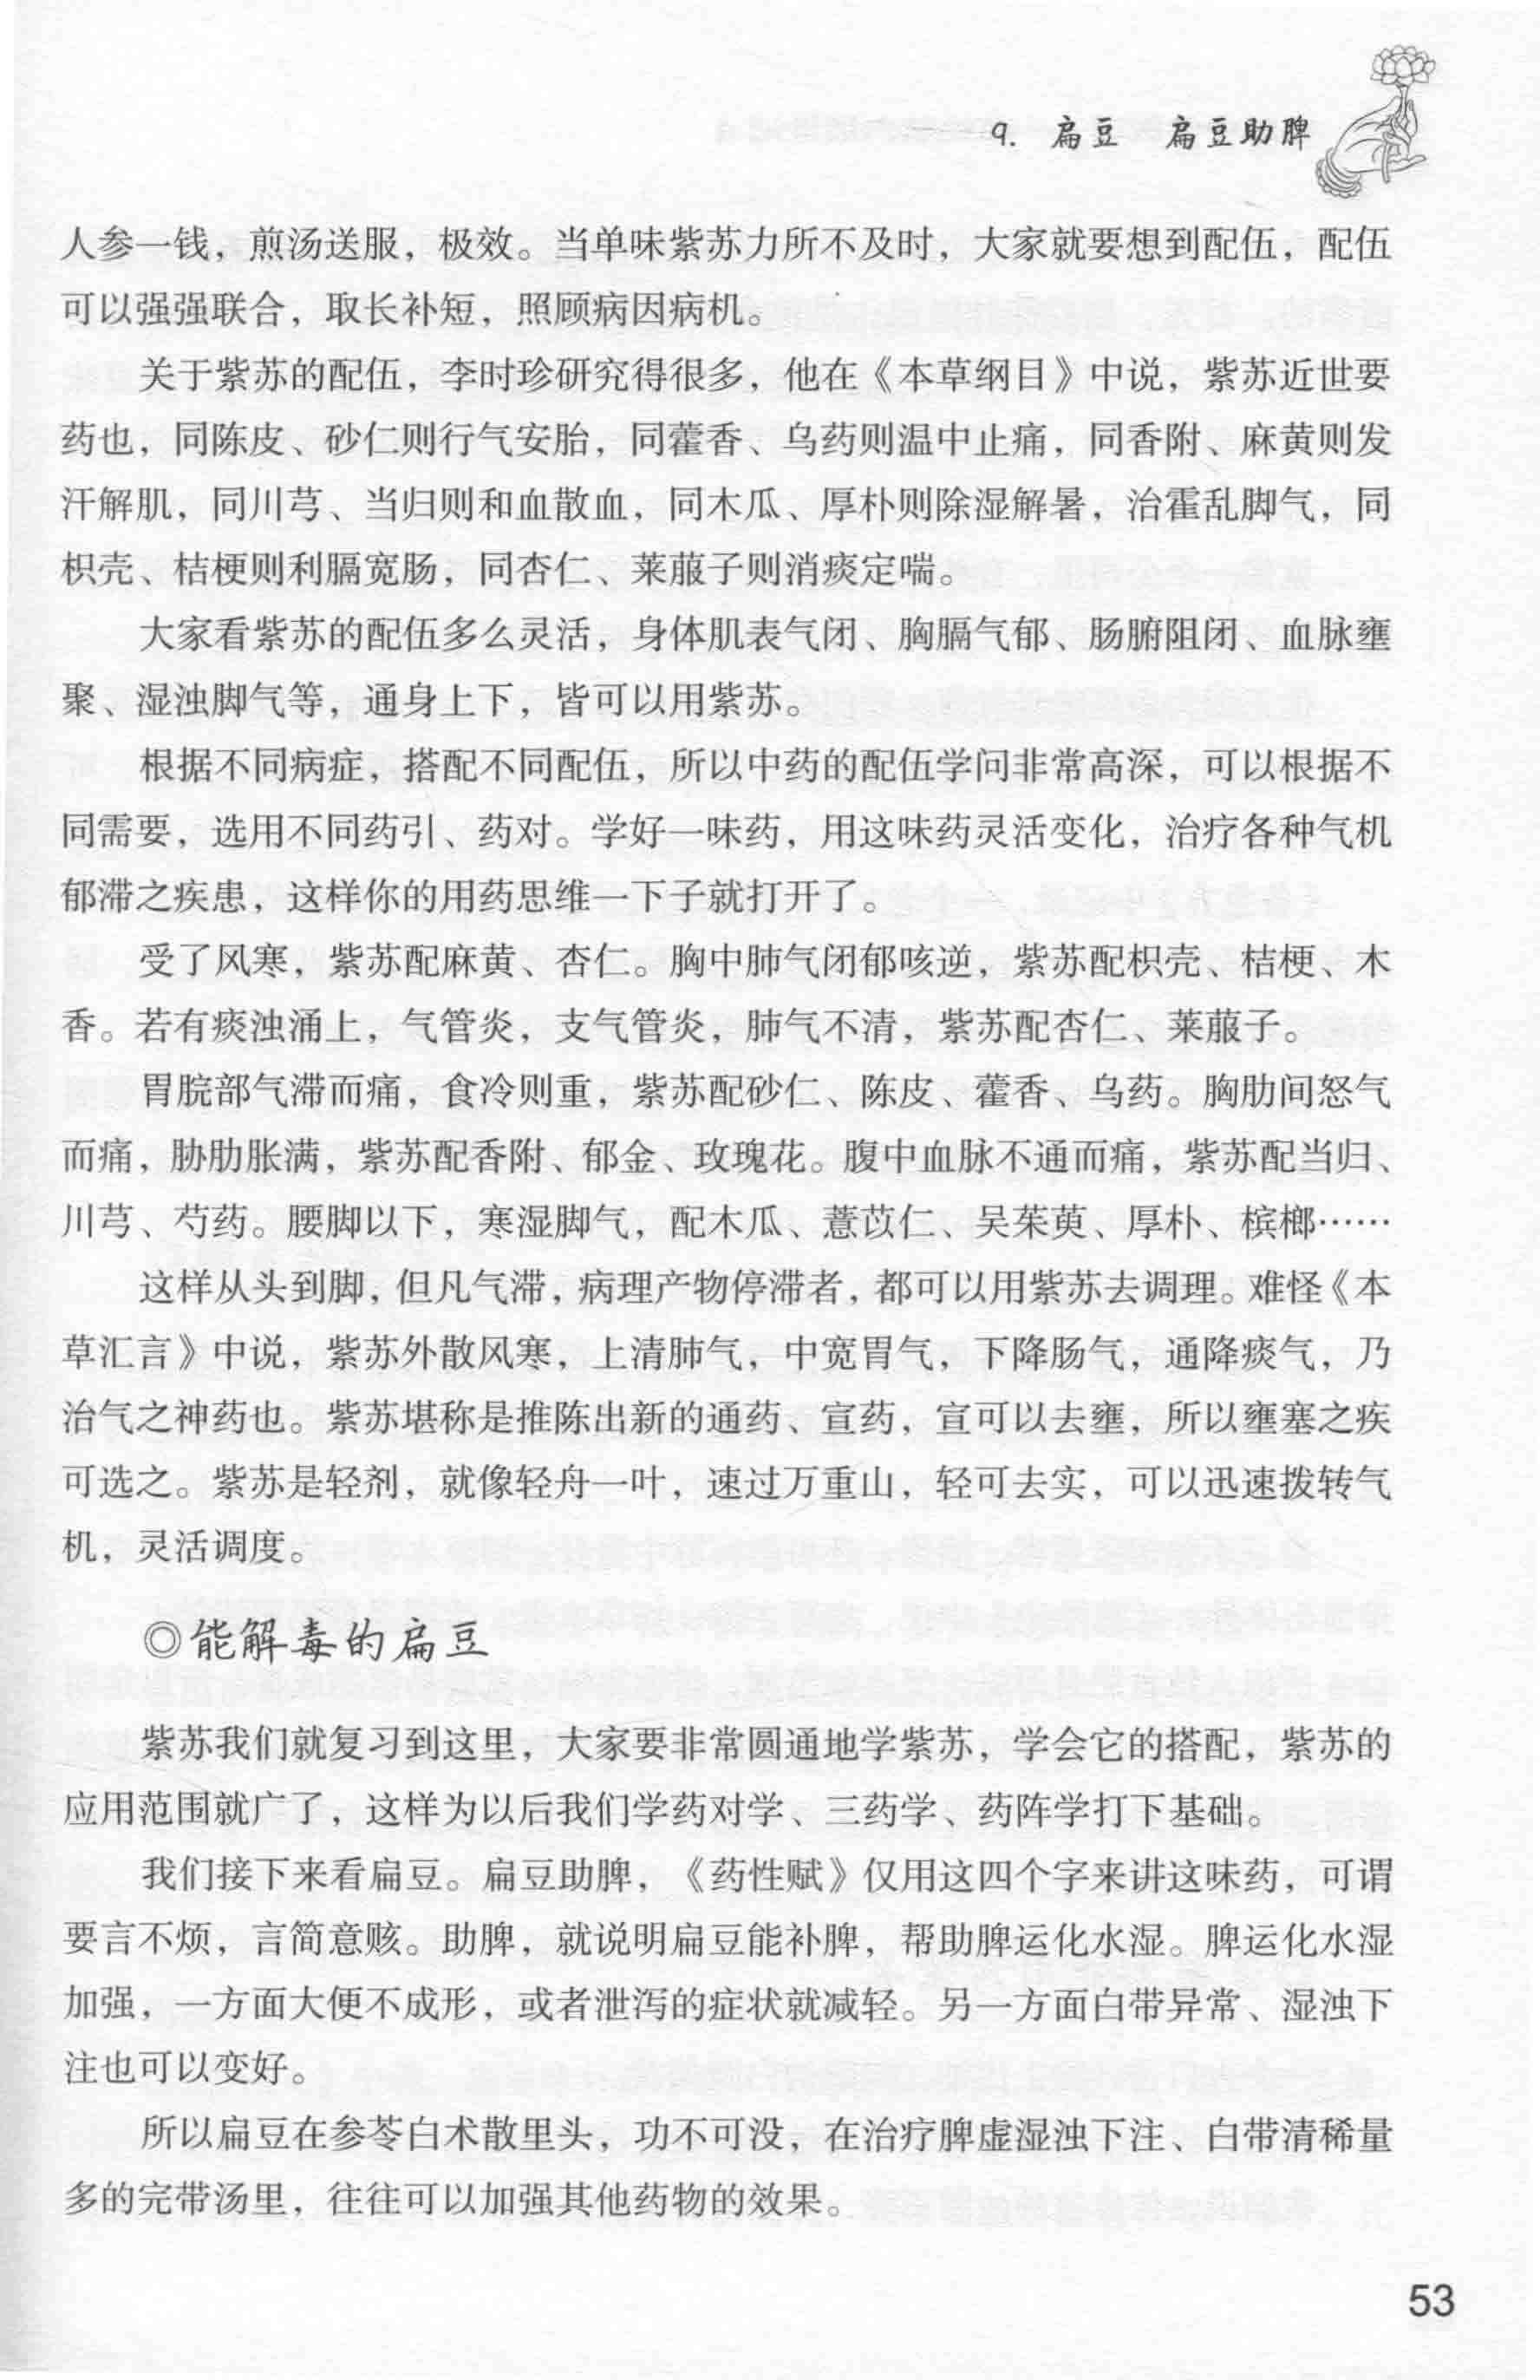 9. 扁豆 扁豆助脾
人参一钱，煎汤送服，极效。当单味紫苏力所不及时，大家就要想到配伍，配伍
可以强强联合，取长补短，照顾病因病机。
关于紫苏的配伍，李时珍研究得很多，他在《本草纲目》中说，紫苏近世要
药也，同陈皮、砂仁则行气安胎，同藿香、乌药则温中止痛，同香附、麻黄则发
汗解肌，同川芎、当归则和血散血，同木瓜、厚朴则除湿解暑，治霍乱脚气，同
枳壳、桔梗则利膈宽肠，同杏仁、莱菔子则消痰定喘。
大家看紫苏的配伍多么灵活，身体肌表气闭、胸膈气郁、肠腑阻闭、血脉壅
聚、湿浊脚气等，通身上下，皆可以用紫苏。
根据不同病症，搭配不同配伍，所以中药的配伍学问非常高深，可以根据不
同需要，选用不同药引、药对。学好一味药，用这味药灵活变化，治疗各种气机
郁滞之疾患，这样你的用药思维一下子就打开了。
受了风寒，紫苏配麻黄、杏仁。胸中肺气闭郁咳逆，紫苏配枳壳、桔梗、木
香。若有痰浊涌上，气管炎，支气管炎，肺气不清，紫苏配杏仁、莱菔子。
胃脘部气滞而痛，食冷则重，紫苏配砂仁、陈皮、藿香、乌药。胸肋间怒气
而痛，胁肋胀满，紫苏配香附、郁金、玫瑰花。腹中血脉不通而痛，紫苏配当归、
川芎、芍药。腰脚以下，寒湿脚气，配木瓜、薏苡仁、吴茱萸、厚朴、槟榔……
这样从头到脚，但凡气滞，病理产物停滞者，都可以用紫苏去调理。难怪《本
草汇言》中说，紫苏外散风寒，上清肺气，中宽胃气，下降肠气，通降痰气，乃
治气之神药也。紫苏堪称是推陈出新的通药、宣药，宣可以去壅，所以壅塞之疾
可选之。紫苏是轻剂，就像轻舟一叶，速过万重山，轻可去实，可以迅速拨转气
机，灵活调度。
◎能解毒的扁豆
紫苏我们就复习到这里，大家要非常圆通地学紫苏，学会它的搭配，紫苏的
应用范围就广了，这样为以后我们学药对学、三药学、药阵学打下基础。
我们接下来看扁豆。扁豆助脾，《药性赋》仅用这四个字来讲这味药，可谓
要言不烦，言简意赅。助脾，就说明扁豆能补脾，帮助脾运化水湿。脾运化水湿
加强，一方面大便不成形，或者泄泻的症状就减轻。另一方面白带异常、湿浊下
注也可以变好。
所以扁豆在参苓白术散里头，功不可没，在治疗脾虚湿浊下注、白带清稀量
多的完带汤里，往往可以加强其他药物的效果。
53